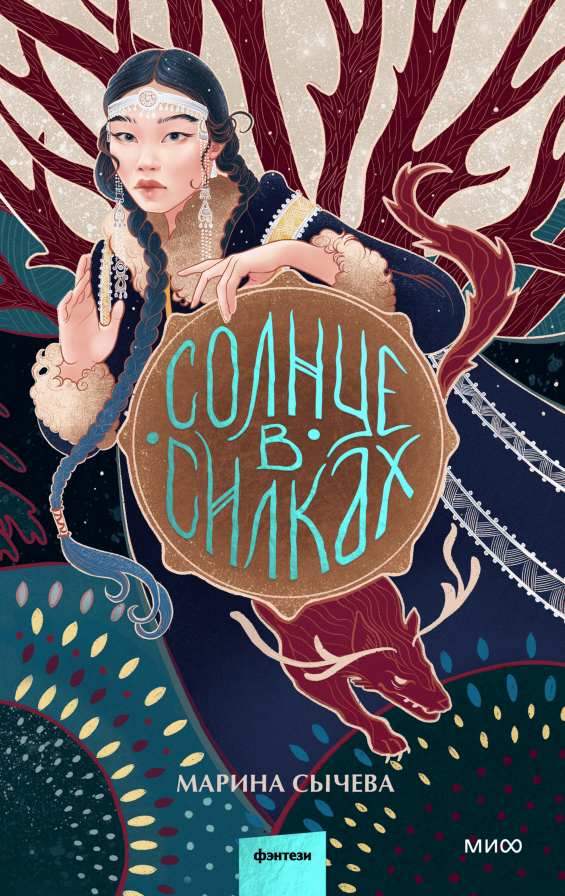 СОЛНЦЕ
В
СИЛКАХ
МАРИНА СЫЧЕВА
фэнтези
МИФ